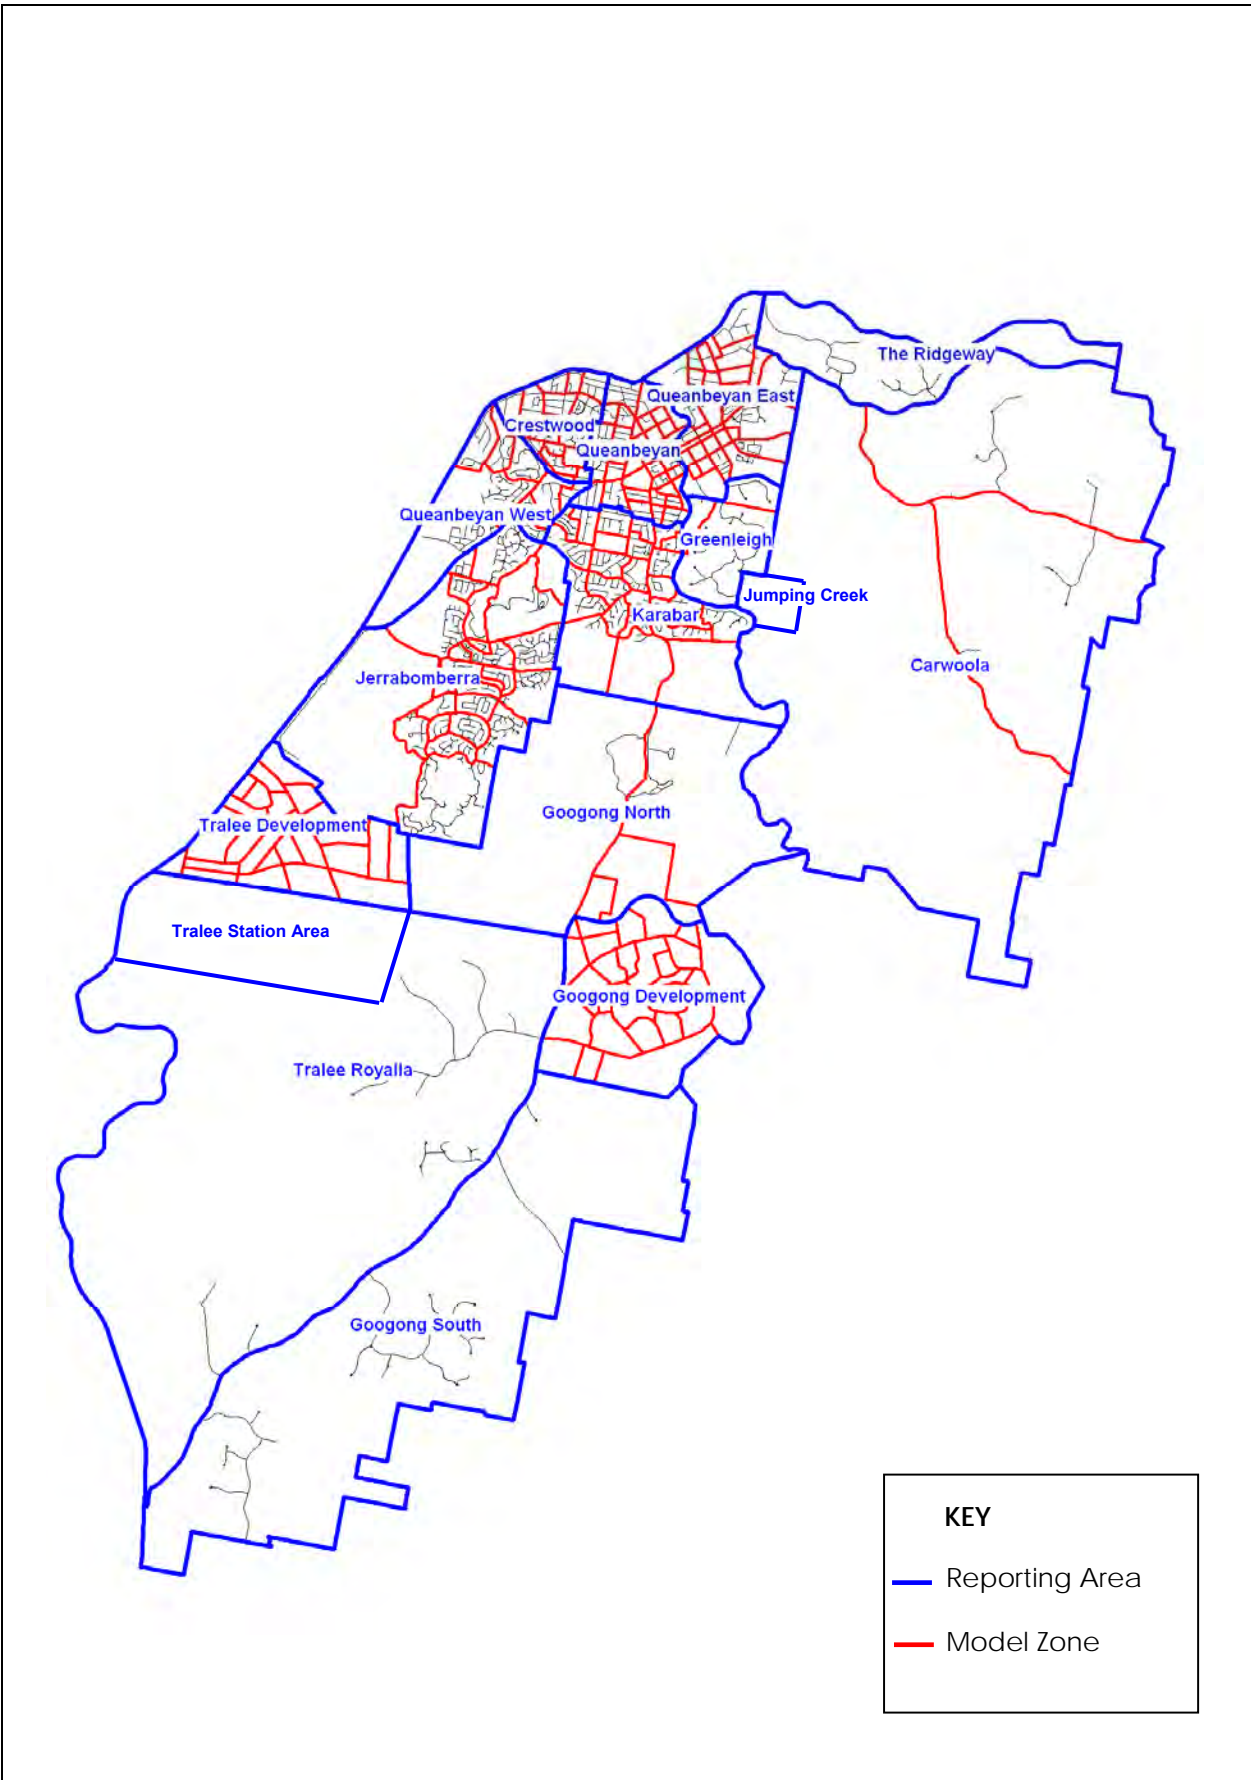 The Ridgeway
Queanbeyan East
Crestwood
Queanbeyan
Queanbeyan West
Greenleigh
Jumping Creek
Karabar
Carwoola
Jerrabomberra
Googong North
Tralee Development
Tralee Station Area
Googong Development
Tralee Royalla
Googong South
KEY
Reporting Area
Model Zone